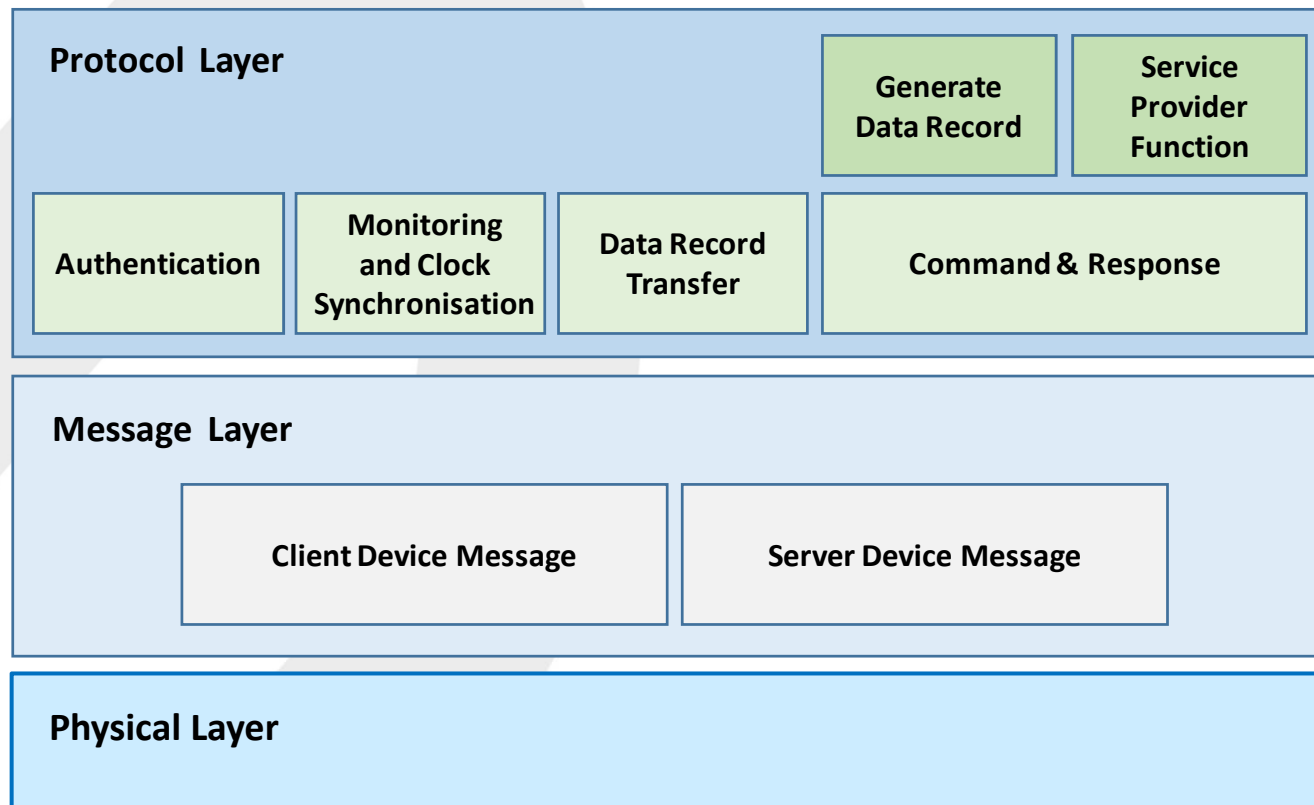 Protocol Layer
Generate
Data Record
Service
Provider
Function
Authentication
Monitoring
and Clock
Synchronisation
Data Record
Transfer
Command & Response
Message Layer
Client Device Message
Server Device Message
Physical Layer